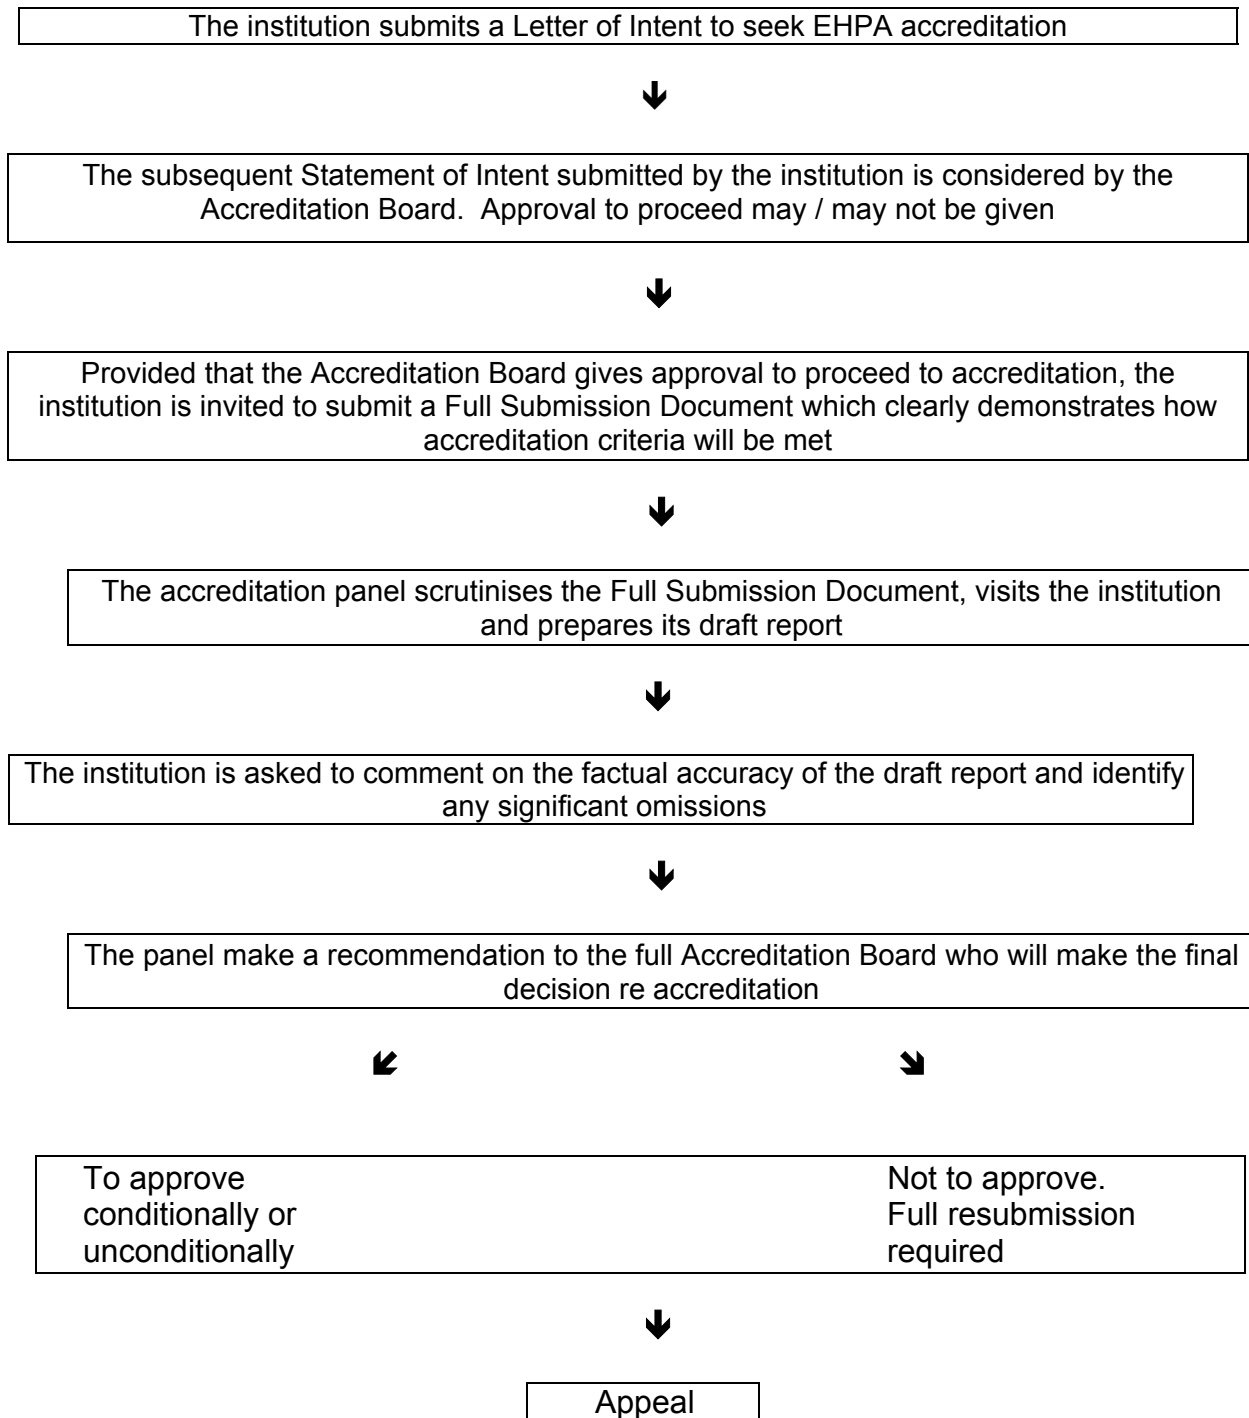 The institution submits a Letter of Intent to seek EHPA accreditation
The subsequent Statement of Intent submitted by the institution is considered by the
Accreditation Board.  Approval to proceed may / may not be given
Provided that the Accreditation Board gives approval to proceed to accreditation, the
institution is invited to submit a Full Submission Document which clearly demonstrates how
accreditation criteria will be met
The accreditation panel scrutinises the Full Submission Document, visits the institution
and prepares its draft report
The institution is asked to comment on the factual accuracy of the draft report and identify
any significant omissions
The panel make a recommendation to the full Accreditation Board who will make the final
decision re accreditation
To approve
conditionally or
unconditionally
Not to approve.
Full resubmission
required
Appeal